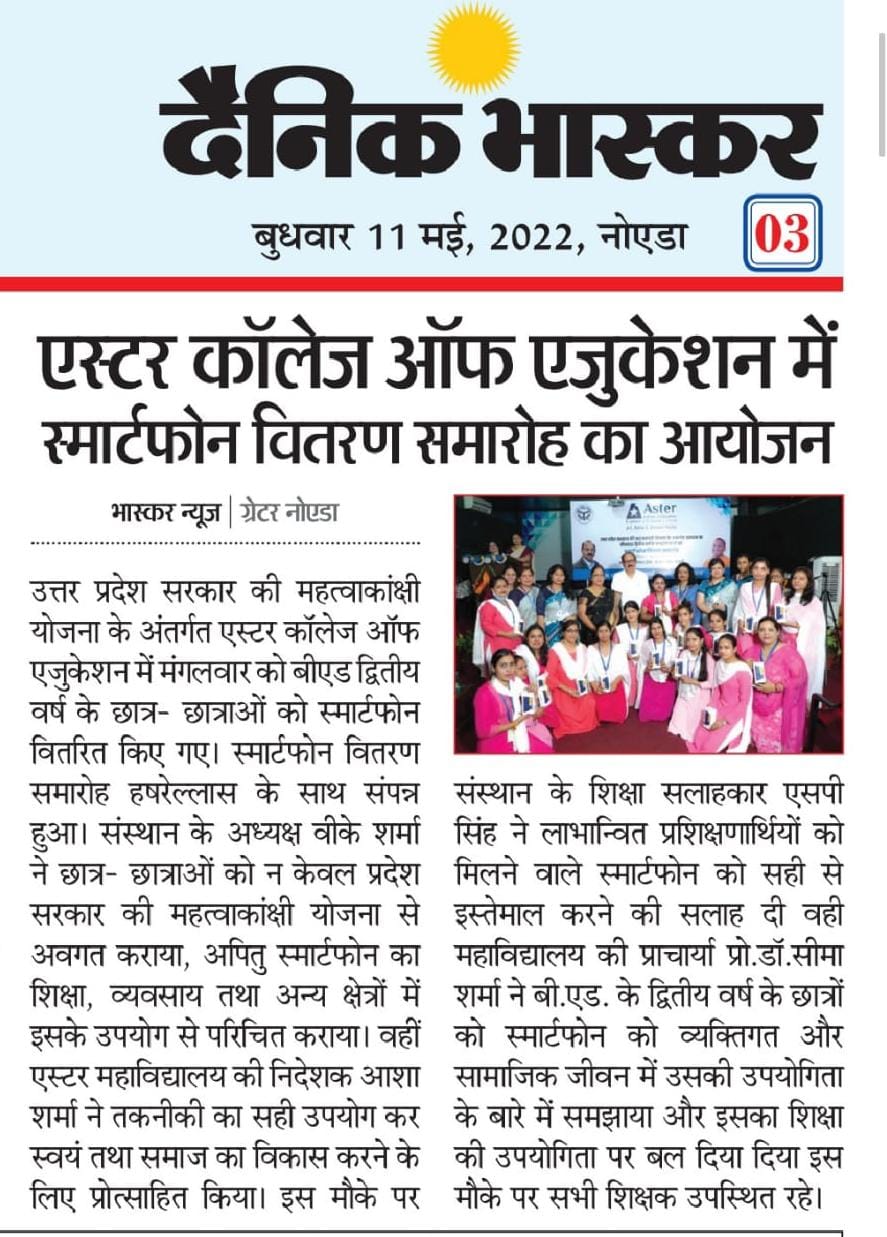 दैनिक भास्कर
बुधवार 11 मई, 2022, नोएडा
03
एस्टर कॉलेज ऑफ एजुकेशन में
स्मार्टफोन वितरण समारोह का आयोजन
भास्कर न्यूज | ग्रेटर नोएडा
उत्तर प्रदेश सरकार की महत्वाकांक्षी
योजना के अंतर्गत एस्टर कॉलेज ऑफ
एजुकेशन में मंगलवार को बीएड द्वितीय
वर्ष के छात्र- छात्राओं को स्मार्टफोन
वितरित किए गए। स्मार्टफोन वितरण
समारोह हषरेल्लास के साथ संपन्न
हुआ। संस्थान के अध्यक्ष वीके शर्मा
ने छात्र- छात्राओं को न केवल प्रदेश
सरकार की महत्वाकांक्षी योजना से
अवगत कराया, अपितु स्मार्टफोन का
शिक्षा, व्यवसाय तथा अन्य क्षेत्रों में
इसके उपयोग से परिचित कराया। वहीं
एस्टर महाविद्यालय की निदेशक आशा
शर्मा ने तकनीकी का सही उपयोग कर
स्वयं तथा समाज का विकास करने के
लिए प्रोत्साहित किया। इस मौके पर
Aster
संस्थान के शिक्षा सलाहकार एसपी
सिंह ने लाभान्वित प्रशिक्षणार्थियों को
मिलने वाले स्मार्टफोन को सही से
इस्तेमाल करने की सलाह दी वही
महाविद्यालय की प्राचार्या प्रो.डॉ.सीमा
शर्मा ने बी.एड. के द्वितीय वर्ष के छात्रों
को स्मार्टफोन को व्यक्तिगत और
सामाजिक जीवन में उसकी उपयोगिता
के बारे में समझाया और इसका शिक्षा
की उपयोगिता पर बल दिया दिया इस
मौके पर सभी शिक्षक उपस्थित रहे।